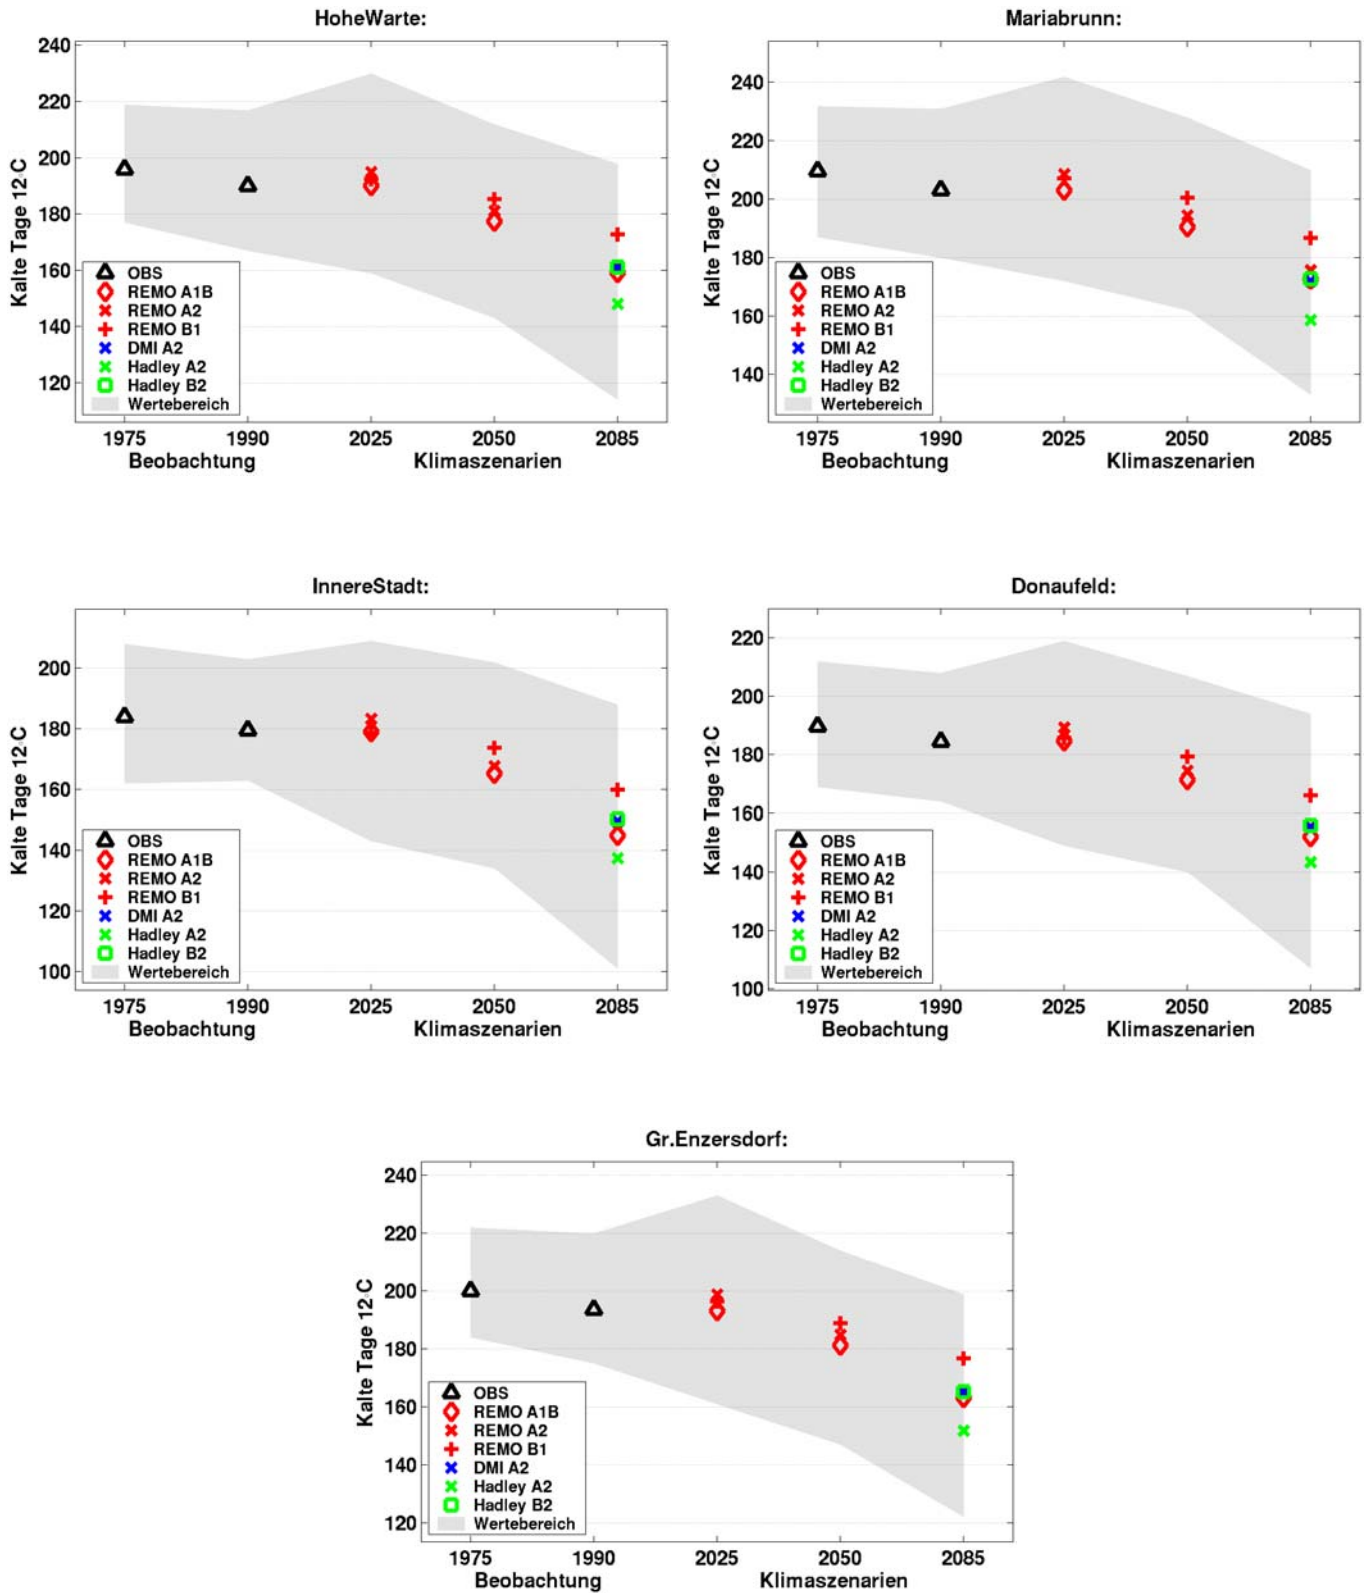 HoheWarte:
Kalte Tage 12◦C
240
220
200
180
160
140
120
OBS
REMO A1B
REMO A2
REMO B1
DMI A2
Hadley A2
Hadley B2
Wertebereich
1975 1990 2025 2050 2085
Beobachtung Klimaszenarien
Mariabrunn:
Kalte Tage 12◦C
240
220
200
180
160
140
OBS
REMO A1B
REMO A2
REMO B1
DMI A2
Hadley A2
Hadley B2
Wertebereich
1975 1990 2025 2050 2085
Beobachtung Klimaszenarien
InnereStadt:
Kalte Tage 12◦C
200
180
160
140
120
100
OBS
REMO A1B
REMO A2
REMO B1
DMI A2
Hadley A2
Hadley B2
Wertebereich
1975 1990 2025 2050 2085
Beobachtung Klimaszenarien
Donaufeld:
Kalte Tage 12◦C
220
200
180
160
140
120
100
OBS
REMO A1B
REMO A2
REMO B1
DMI A2
Hadley A2
Hadley B2
Wertebereich
1975 1990 2025 2050 2085
Beobachtung Klimaszenarien
Gr.Enzersdorf:
Kalte Tage 12◦C
240
220
200
180
160
140
120
OBS
REMO A1B
REMO A2
REMO B1
DMI A2
Hadley A2
Hadley B2
Wertebereich
1975 1990 2025 2050 2085
Beobachtung Klimaszenarien